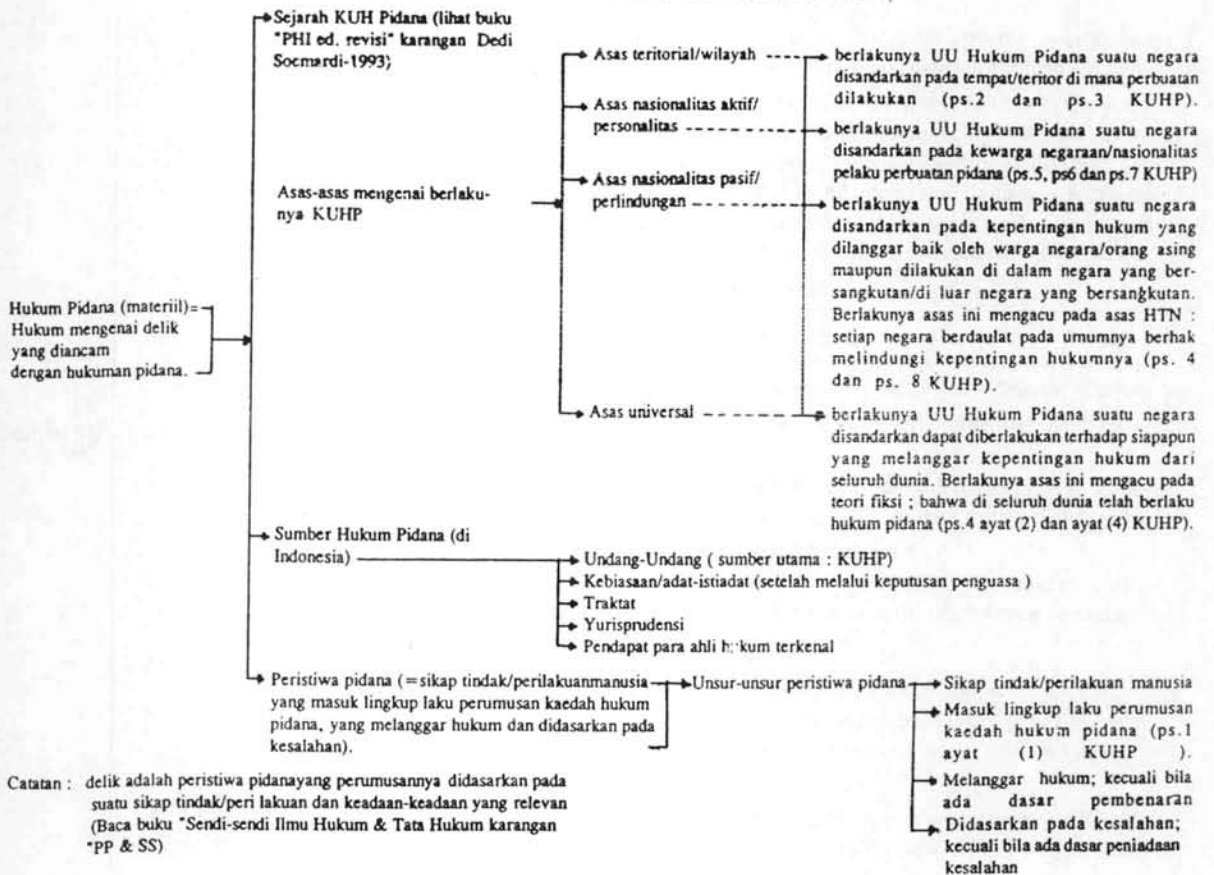 Sejarah KUH Pidana (lihat buku
"PHI ed. revisi" karangan Dedi
Soemardi-1993)
Asas-asas mengenai berlaku-
nya KUHP
Asas teritorial/wilayah
berlakunya UU Hukum Pidana suatu negara
disandarkan pada tempat/teritor di mana perbuatan
dilakukan (ps.2 dan ps.3 KUHP).
Asas nasionalitas aktif/
personalitas
berlakunya UU Hukum Pidana suatu negara
disandarkan pada kewarga negaraan/nasionalitas
pelaku perbuatan pidana (ps.5, ps6 dan ps.7 KUHP)
Asas nasionalitas pasif/
perlindungan
berlakunya UU Hukum Pidana suatu negara
disandarkan pada kepentingan hukum yang
dilanggar baik oleh warga negara/orang asing
maupun dilakukan di dalam negara yang ber-
sangkutan/di luar negara yang bersangkutan.
Berlakunya asas ini mengacu pada asas HTN :
setiap negara berdaulat pada umumnya berhak
melindungi kepentingan hukumnya (ps. 4
dan ps. 8 KUHP).
Asas universal
berlakunya UU Hukum Pidana suatu negara
disandarkan dapat diberlakukan terhadap siapapun
yang melanggar kepentingan hukum dari
seluruh dunia. Berlakunya asas ini mengacu pada
teori fiksi ; bahwa di seluruh dunia telah berlaku
hukum pidana (ps.4 ayat (2) dan ayat (4) KUHP).
Hukum Pidana (materiil)=
Hukum mengenai delik
yang diancam
dengan hukuman pidana.
Sumber Hukum Pidana (di
Indonesia)
Undang-Undang ( sumber utama : KUHP)
Kebiasaan/adat-istiadat (setelah melalui keputusan penguasa )
Traktat
Yurisprudensi
Pendapat para ahli hukum terkenal
Peristiwa pidana (=sikap tindak/perilakuanmanusia
yang masuk lingkup laku perumusan kaedah hukum
pidana, yang melanggar hukum dan didasarkan pada
kesalahan).
Unsur-unsur peristiwa pidana
Sikap tindak/perilakuan manusia
Masuk lingkup laku perumusan
kaedah hukum pidana (ps.1
ayat (1) KUHP ).
Melanggar hukum; kecuali bila
ada dasar pembenaran
Didasarkan pada kesalahan;
kecuali bila ada dasar peniadaan
kesalahan
Catatan : delik adalah peristiwa pidanayang perumusannya didasarkan pada
suatu sikap tindak/peri lakuan dan keadaan-keadaan yang relevan
(Baca buku "Sendi-sendi Ilmu Hukum & Tata Hukum karangan
"PP & SS)